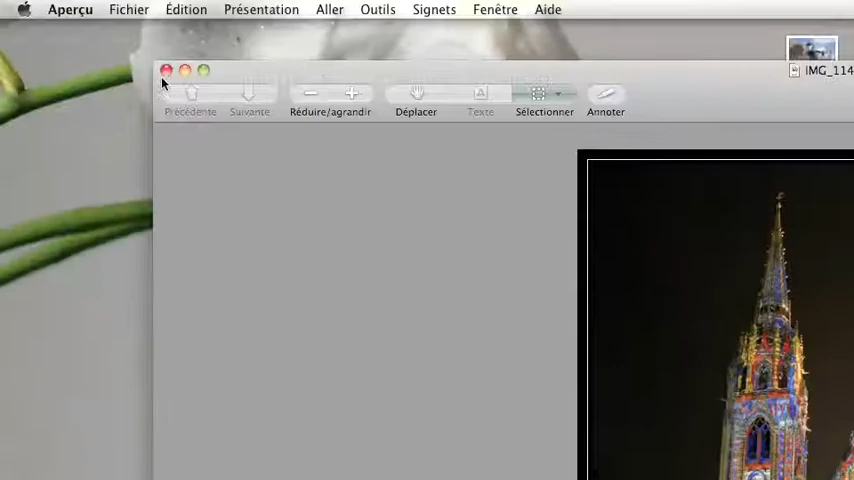 Aperçu Fichier Édition Présentation Aller Outils Signets Fenêtre Aide
IMG_114
Précédente Suivante Réduire/agrandir Déplacer Texte Sélectionner Annoter